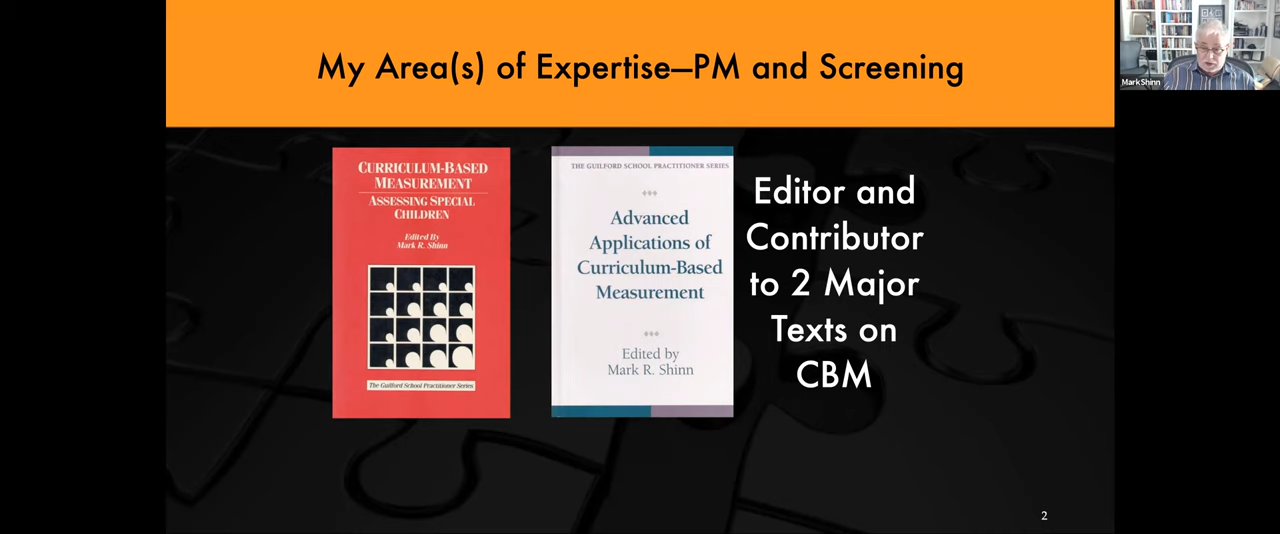 My Area(s) of Expertise—PM and Screening
Mark Shinn
CURRICULUM-BASED
MEASUREMENT
ASSESSING SPECIAL
CHILDREN
Edited By
Mark R. Shinn
The Guilford School Practitioner Series
THE GUILFORD SCHOOL PRACTITIONER SERIES
Advanced
Applications of
Curriculum-Based
Measurement
Edited by
Mark R. Shinn
Editor and
Contributor
to 2 Major
Texts on
CBM
2